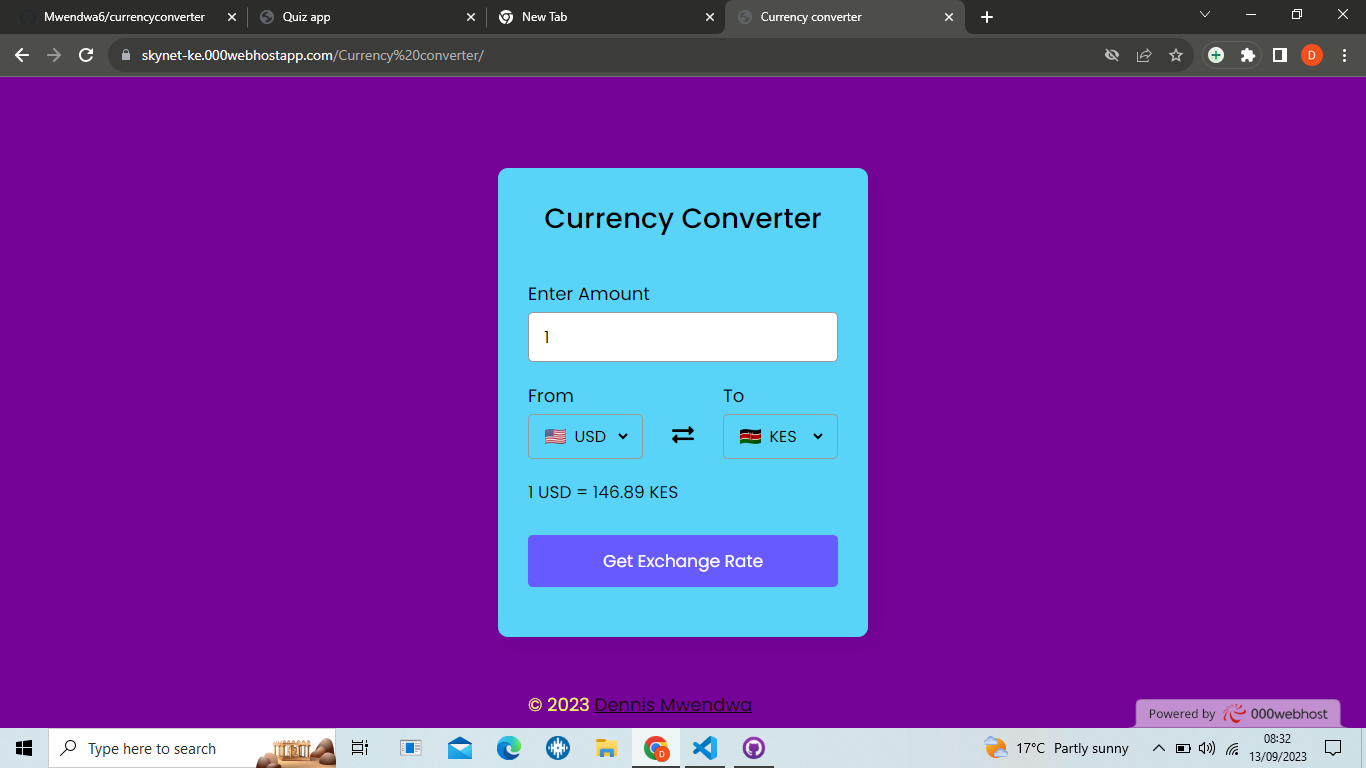 Mwendwa6/currencyconverter
Quiz app
New Tab
Currency converter
skynet-ke.000webhostapp.com/Currency%20converter/
D
Currency Converter
Enter Amount
1
From To
USD KES
1 USD = 146.89 KES
Get Exchange Rate
© 2023 Dennis Mwendwa
Powered by 000webhost
Type here to search
D
17°C Partly sunny
08:32
13/09/2023